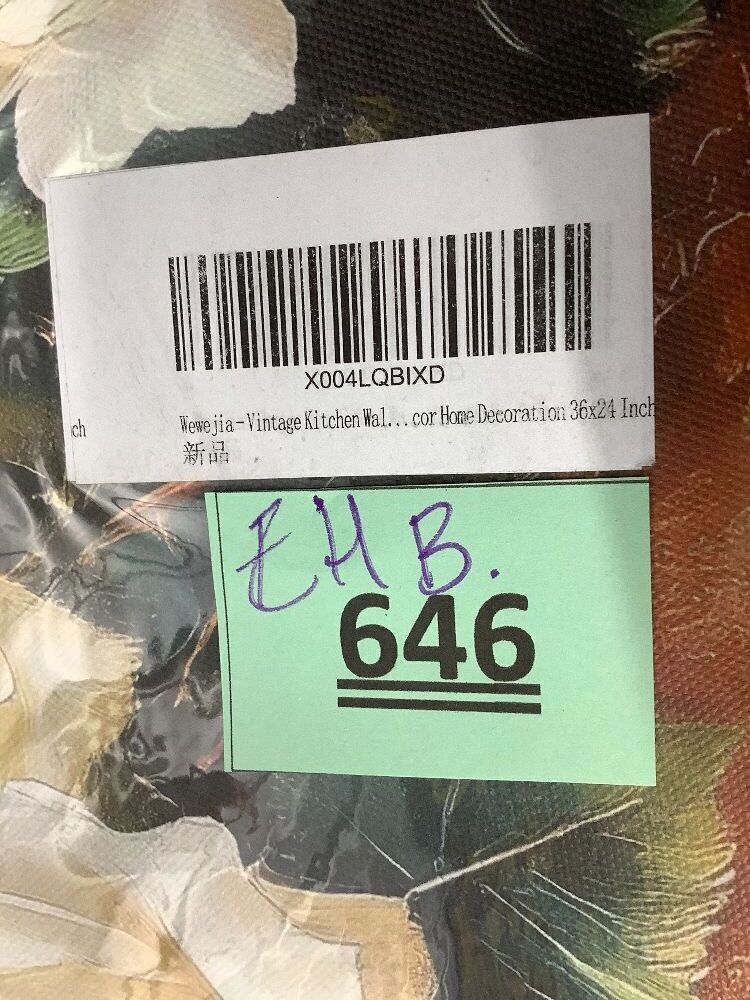 X004LQBIXD
ch
Wewejia-Vintage Kitchen Wal...cor Home Decoration 36x24 Inch
新品
EHB.
646